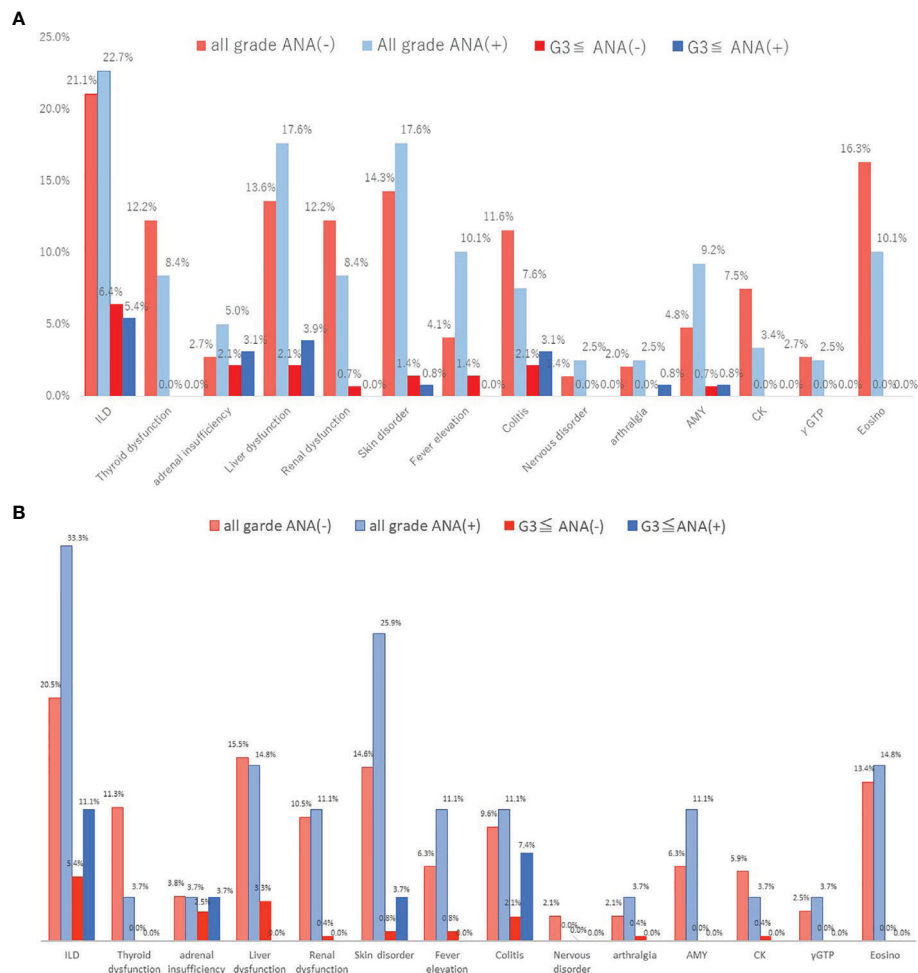 A
all grade ANA(-) All grade ANA(+) G3≦ ANA(-) G3≦ ANA(+)
25.0%
20.0%
15.0%
10.0%
5.0%
0.0%
21.1% 22.7% 6.4% 5.4%
12.2% 8.4% 0.0% 0.0%
2.7% 5.0% 2.1% 3.1%
13.6% 17.6% 2.1% 3.9%
12.2% 8.4% 0.7% 0.0%
14.3% 17.6% 1.4% 0.8%
4.1% 10.1% 1.4% 0.0%
11.6% 7.6% 2.1% 3.1%
1.4% 2.5% 0.0% 0.0%
2.0% 2.5% 0.0% 0.8%
4.8% 9.2% 0.7% 0.8%
7.5% 3.4% 0.0% 0.0%
2.7% 2.5% 0.0% 0.0%
16.3% 10.1% 0.0% 0.0%
ILD
Thyroid dysfunction
adrenal insufficiency
Liver dysfunction
Renal dysfunction
Skin disorder
Fever elevation
Colitis
Nervous disorder
arthralgia
AMY
CK
γ GTP
Eosino
B
all garde ANA(-) all grade ANA(+) G3≦ ANA(-) G3≦ANA(+)
20.5% 33.3% 5.4% 11.1%
11.3% 3.7% 0.0% 0.0%
3.8% 3.7% 2.5% 3.7%
15.5% 14.8% 3.3% 0.0%
10.5% 11.1% 0.4% 0.0%
14.6% 25.9% 0.8% 3.7%
6.3% 11.1% 0.8% 0.0%
9.6% 11.1% 2.1% 7.4%
2.1% 0.0% 0.0% 0.0%
2.1% 3.7% 0.4% 0.0%
6.3% 11.1% 0.0% 0.0%
5.9% 3.7% 0.4% 0.0%
2.5% 3.7% 0.0% 0.0%
13.4% 14.8% 0.0% 0.0%
ILD Thyroid adrenal Liver Renal Skin disorder Fever Colitis Nervous arthralgia AMY CK γGTP Eosino
dysfunction insufficiency dysfunction dysfunction elevation disorder